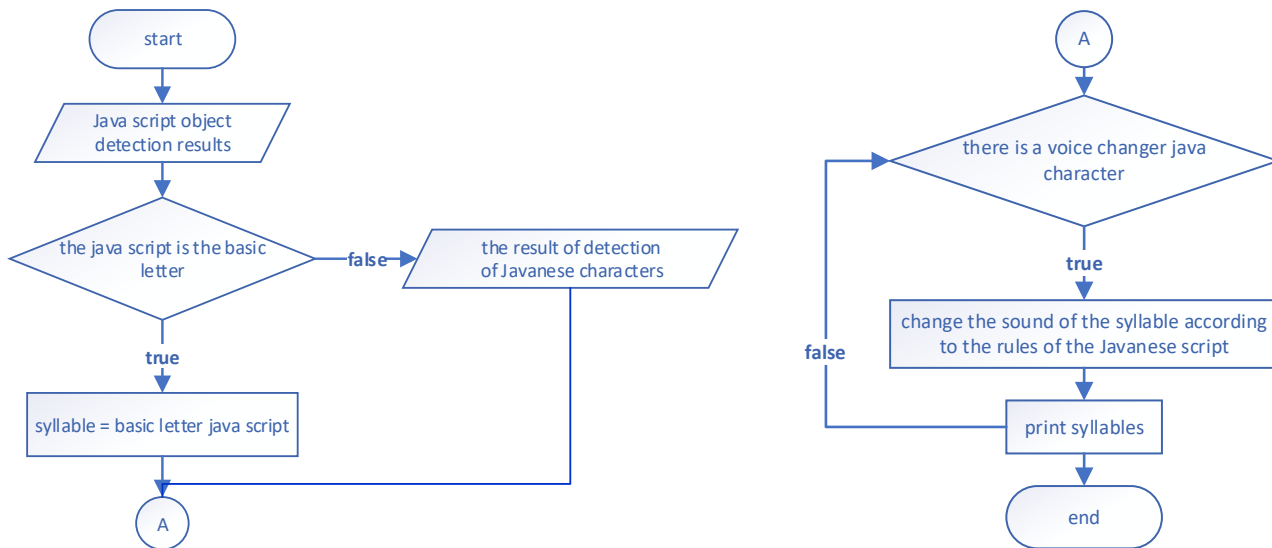 start
Java script object
detection results
the java script is the basic
letter
false
the result of detection
of Javanese characters
true
syllable = basic letter java script
A
A
there is a voice changer java
character
true
change the sound of the syllable according
to the rules of the Javanese script
false
print syllables
end